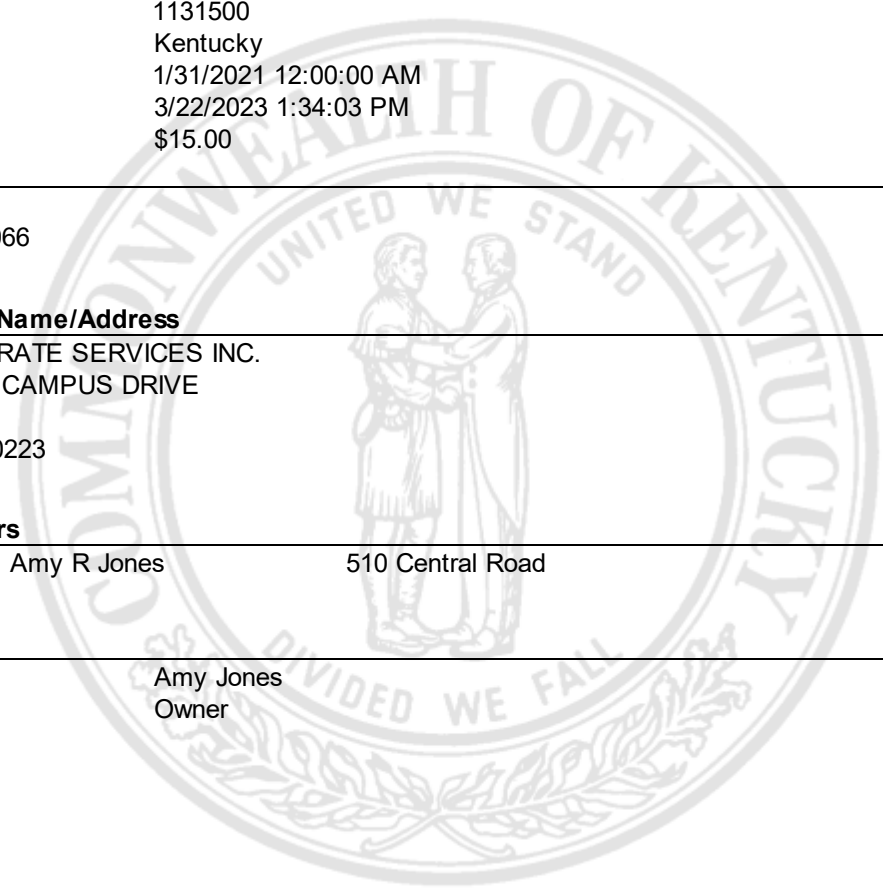 1131500
Kentucky
1/31/2021 12:00:00 AM
3/22/2023 1:34:03 PM
$15.00
066
Name/Address
RATE SERVICES INC.
CAMPUS DRIVE
0223
rs
Amy R Jones 510 Central Road
Amy Jones
Owner
COMMONWEALTH OF KENTUCKY
UNITED WE STAND
DIVIDED WE FALL